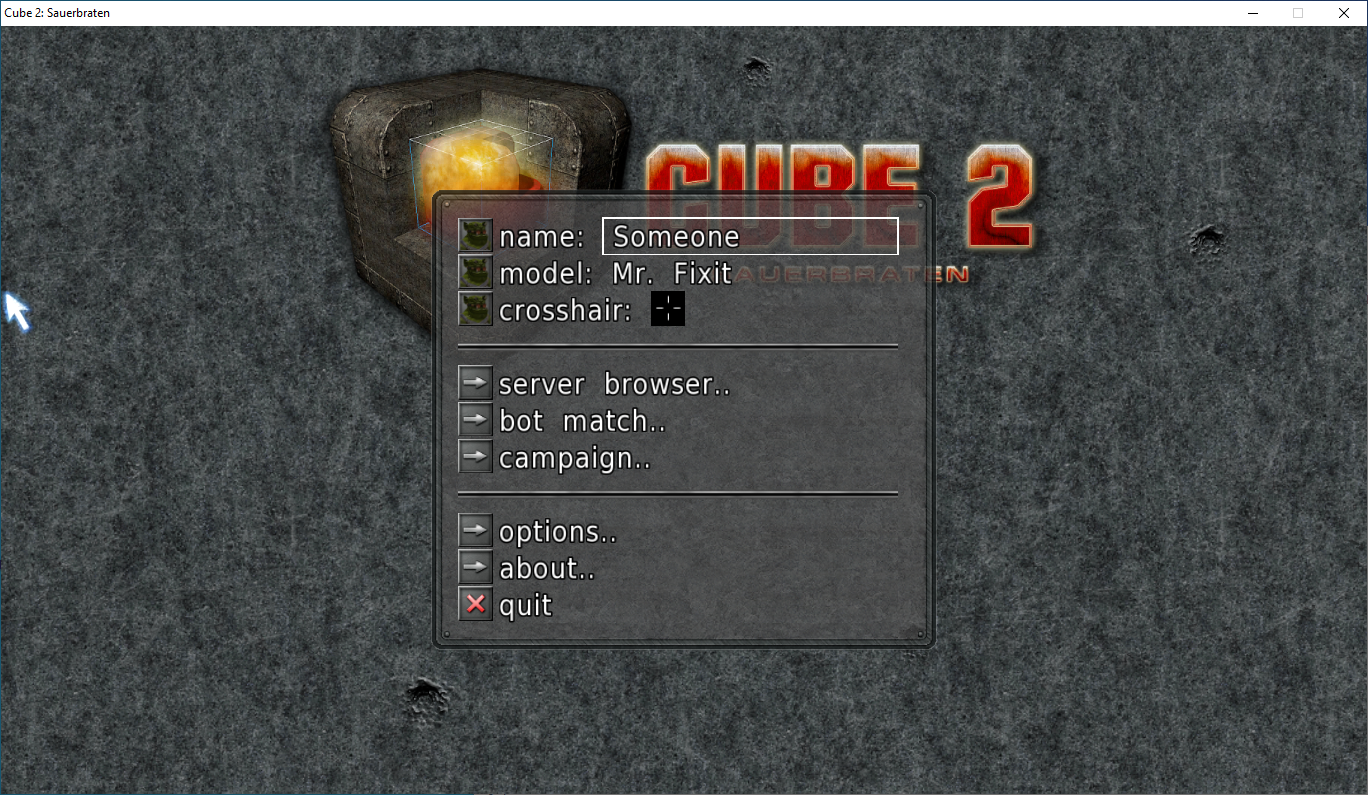 Cube 2: Sauerbraten
CUBE 2
SAUERBRATEN
name: Someone
model: Mr. Fixit
crosshair:
server browser..
bot match..
campaign..
options..
about..
quit